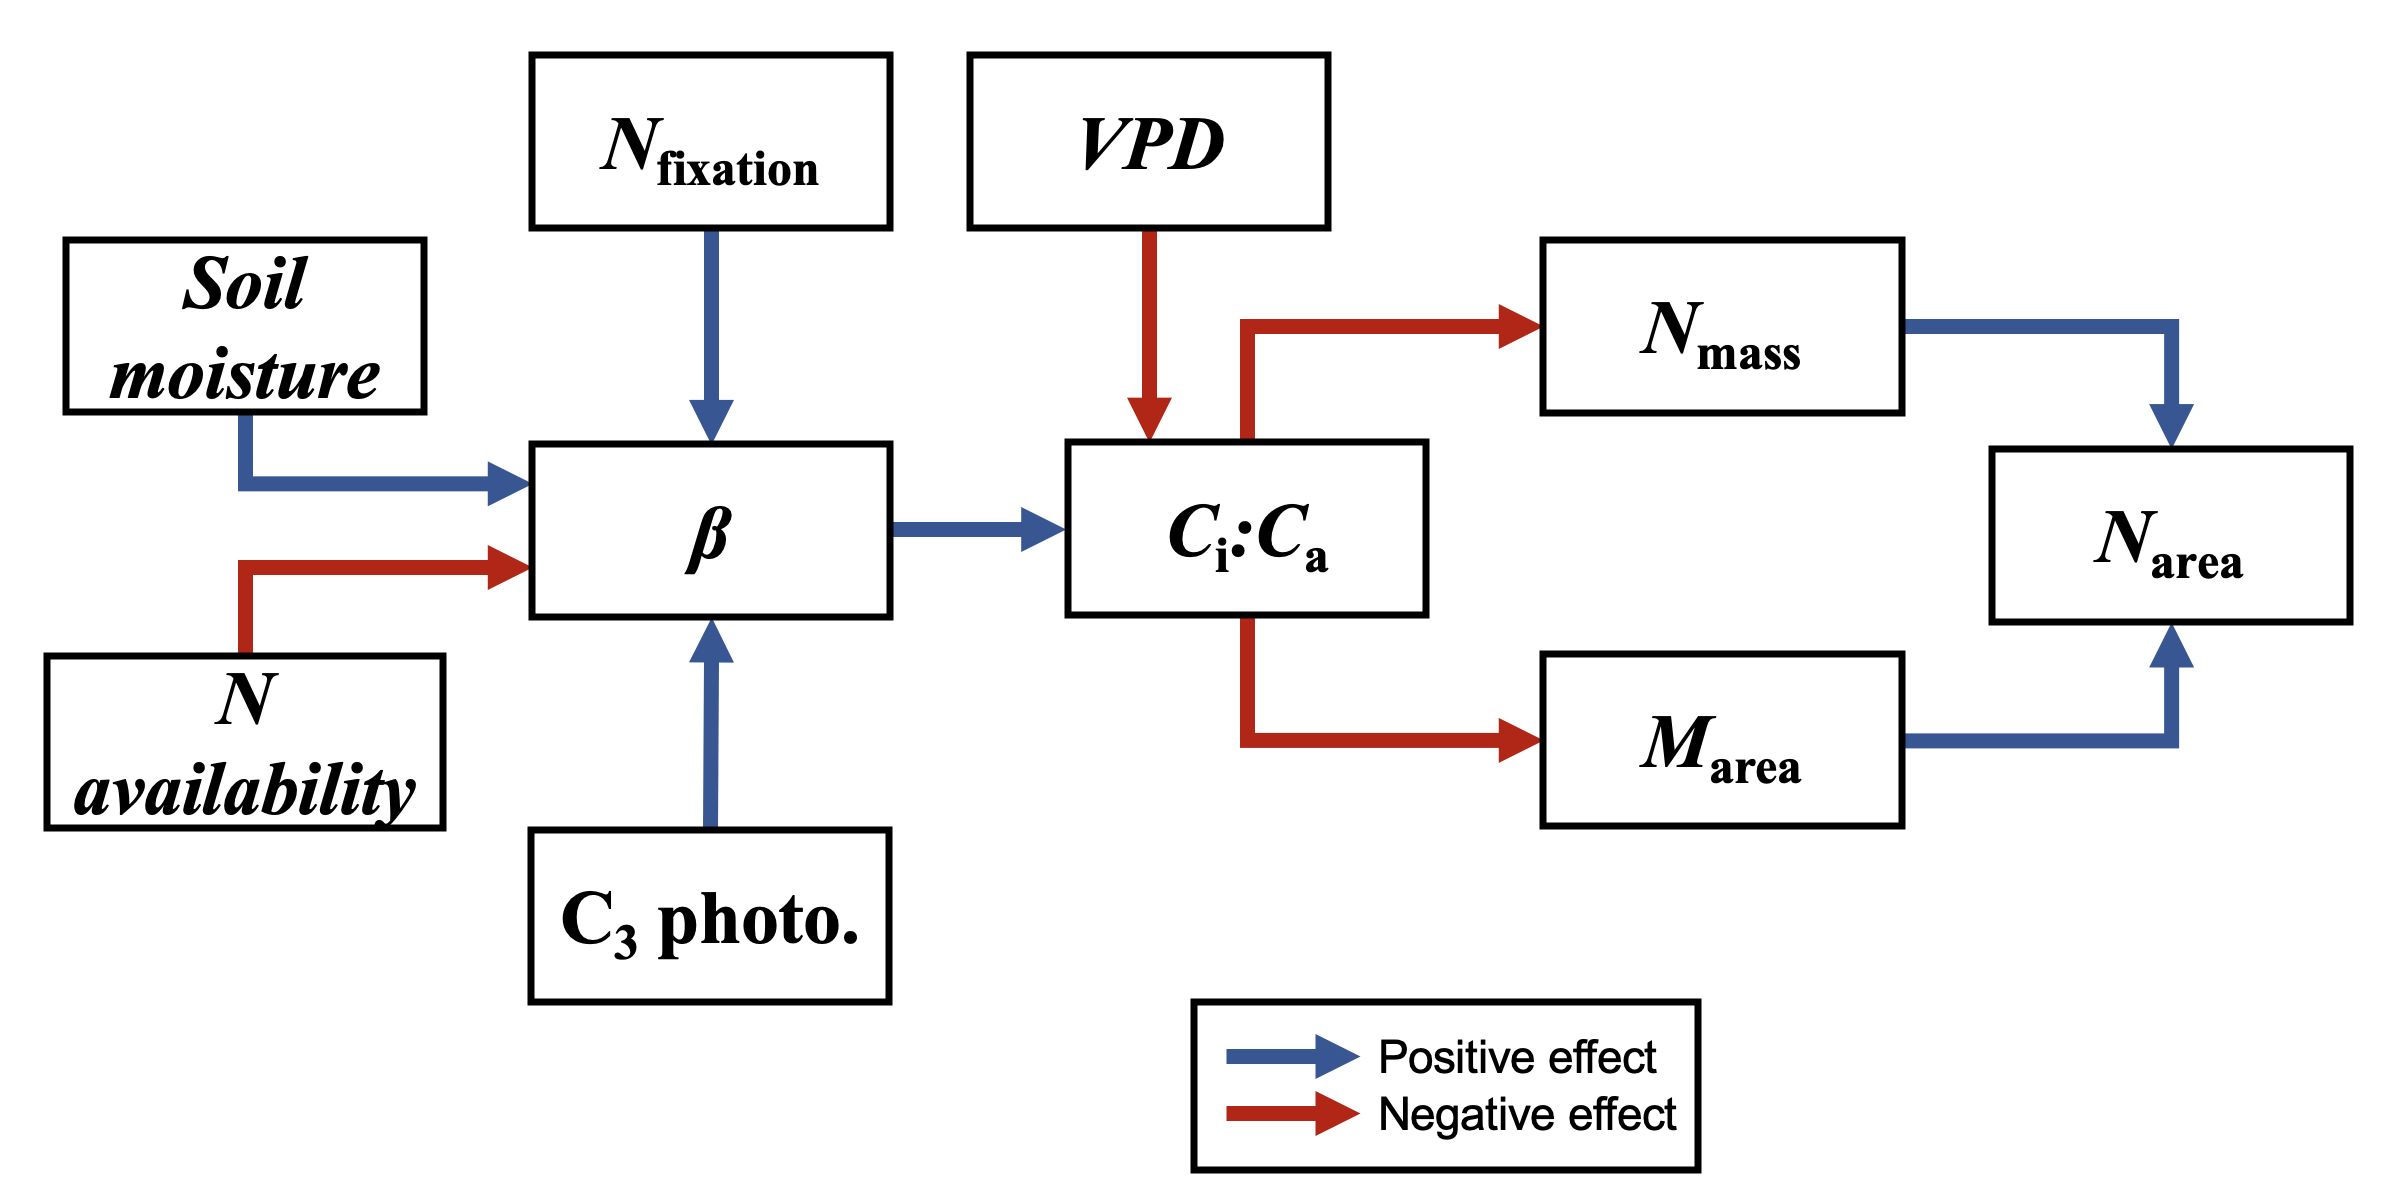 Nfixation
VPD
Soil
moisture
Nmass
β
Ci:Ca
Narea
N
availability
Marea
C3 photo.
Positive effect
Negative effect